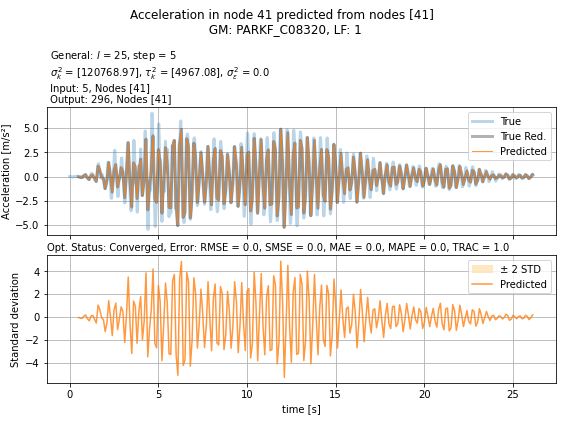 Acceleration in node 41 predicted from nodes [41]
GM: PARKF_C08320, LF: 1
General: l = 25, step = 5
σ²ₖ = [120768.97], τ²ₖ = [4967.08], σ²ₑ = 0.0
Input: 5, Nodes [41]
Output: 296, Nodes [41]
Acceleration [m/s²]
5.0
2.5
0.0
−2.5
−5.0
True
True Red.
Predicted
Opt. Status: Converged, Error: RMSE = 0.0, SMSE = 0.0, MAE = 0.0, MAPE = 0.0, TRAC = 1.0
Standard deviation
4
2
0
−2
−4
± 2 STD
Predicted
0 5 10 15 20 25
time [s]